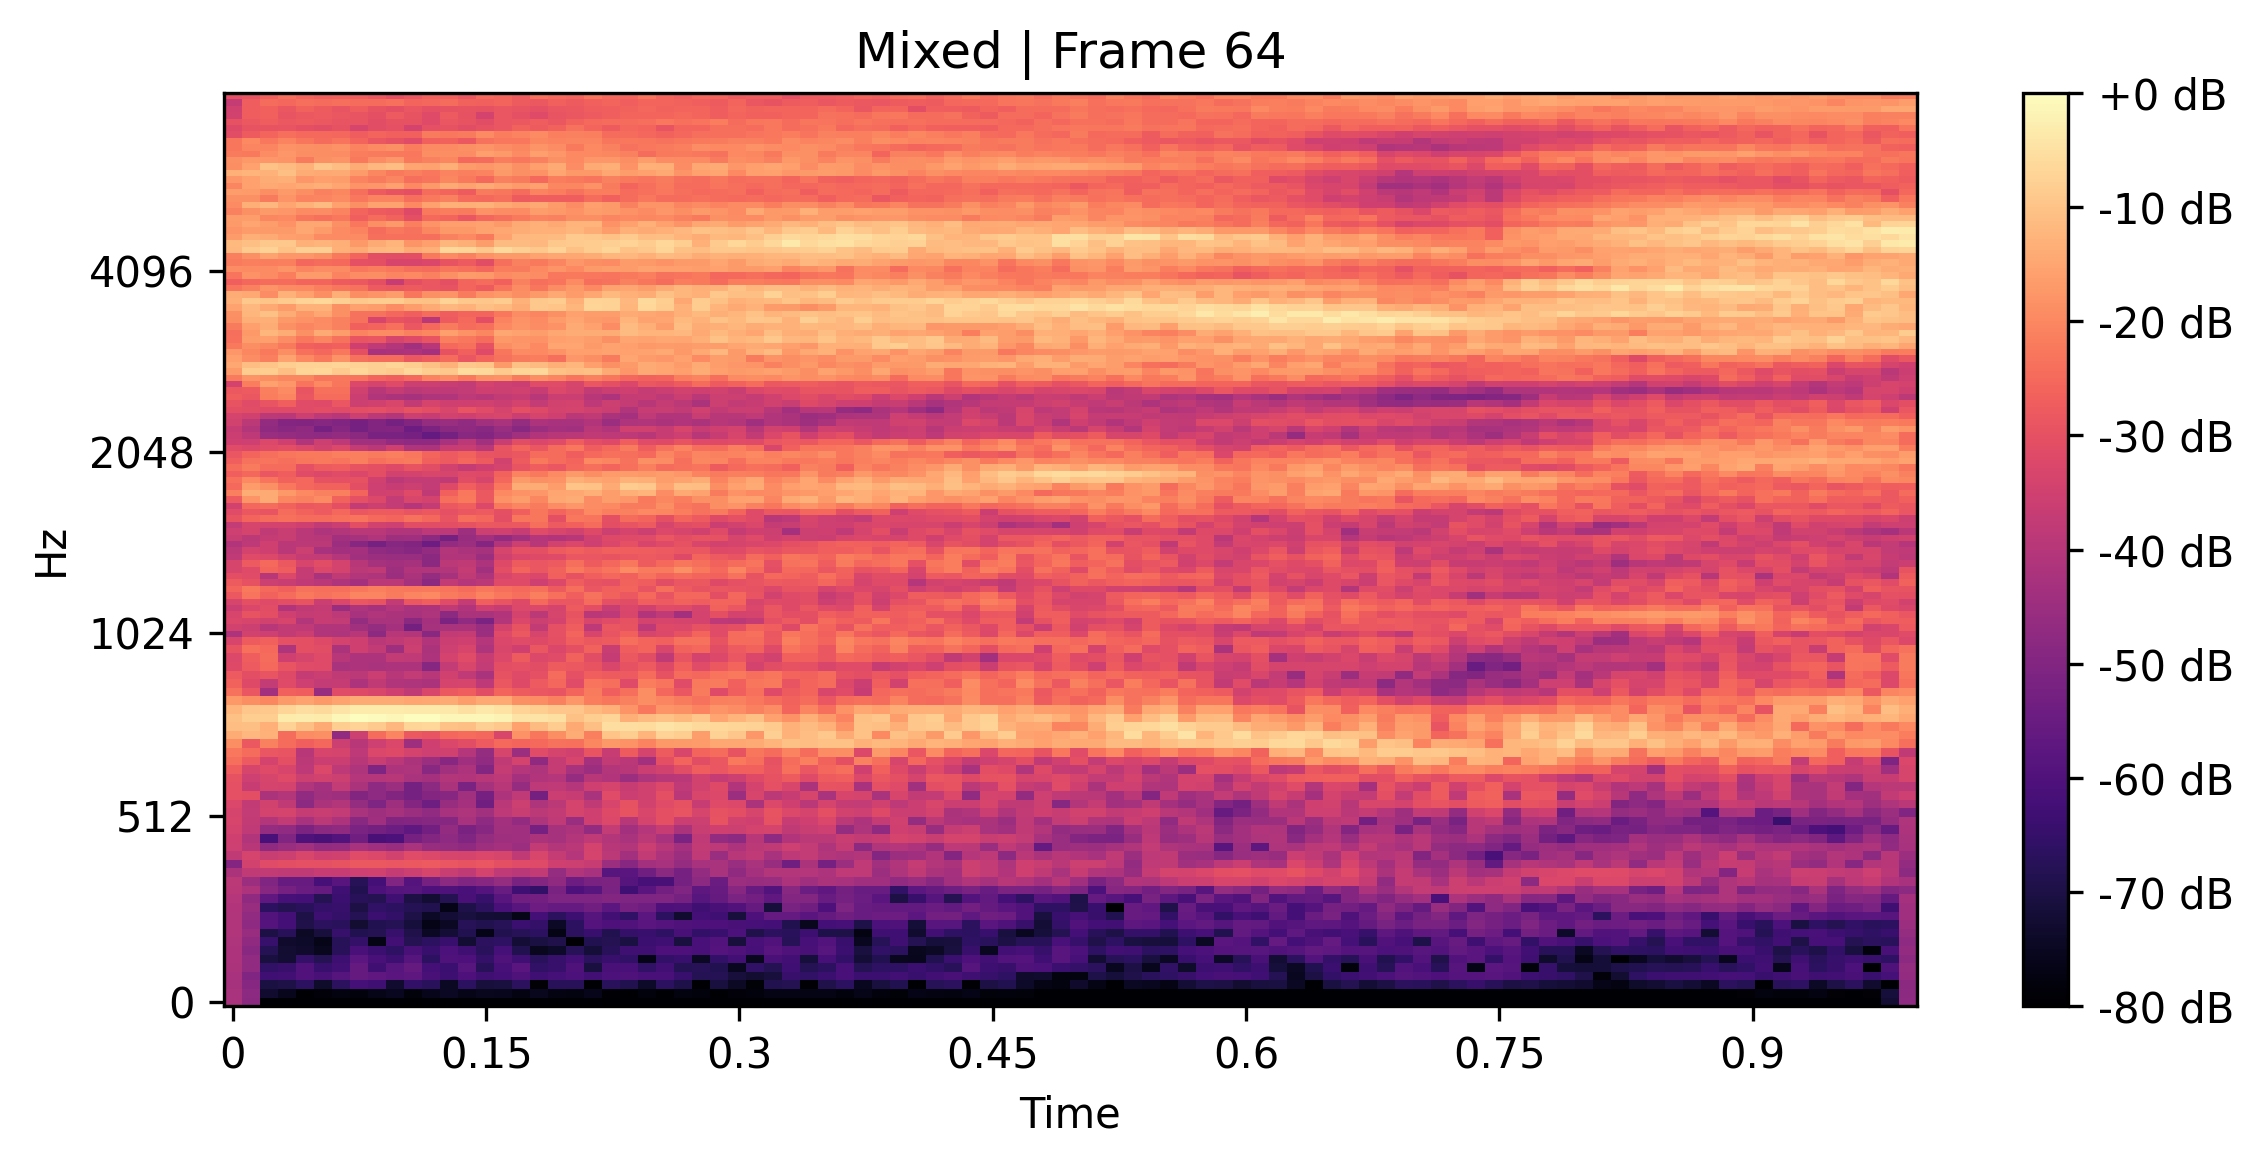 Mixed | Frame 64
Hz
4096
2048
1024
512
0
0 0.15 0.3 0.45 0.6 0.75 0.9
Time
+0 dB
-10 dB
-20 dB
-30 dB
-40 dB
-50 dB
-60 dB
-70 dB
-80 dB